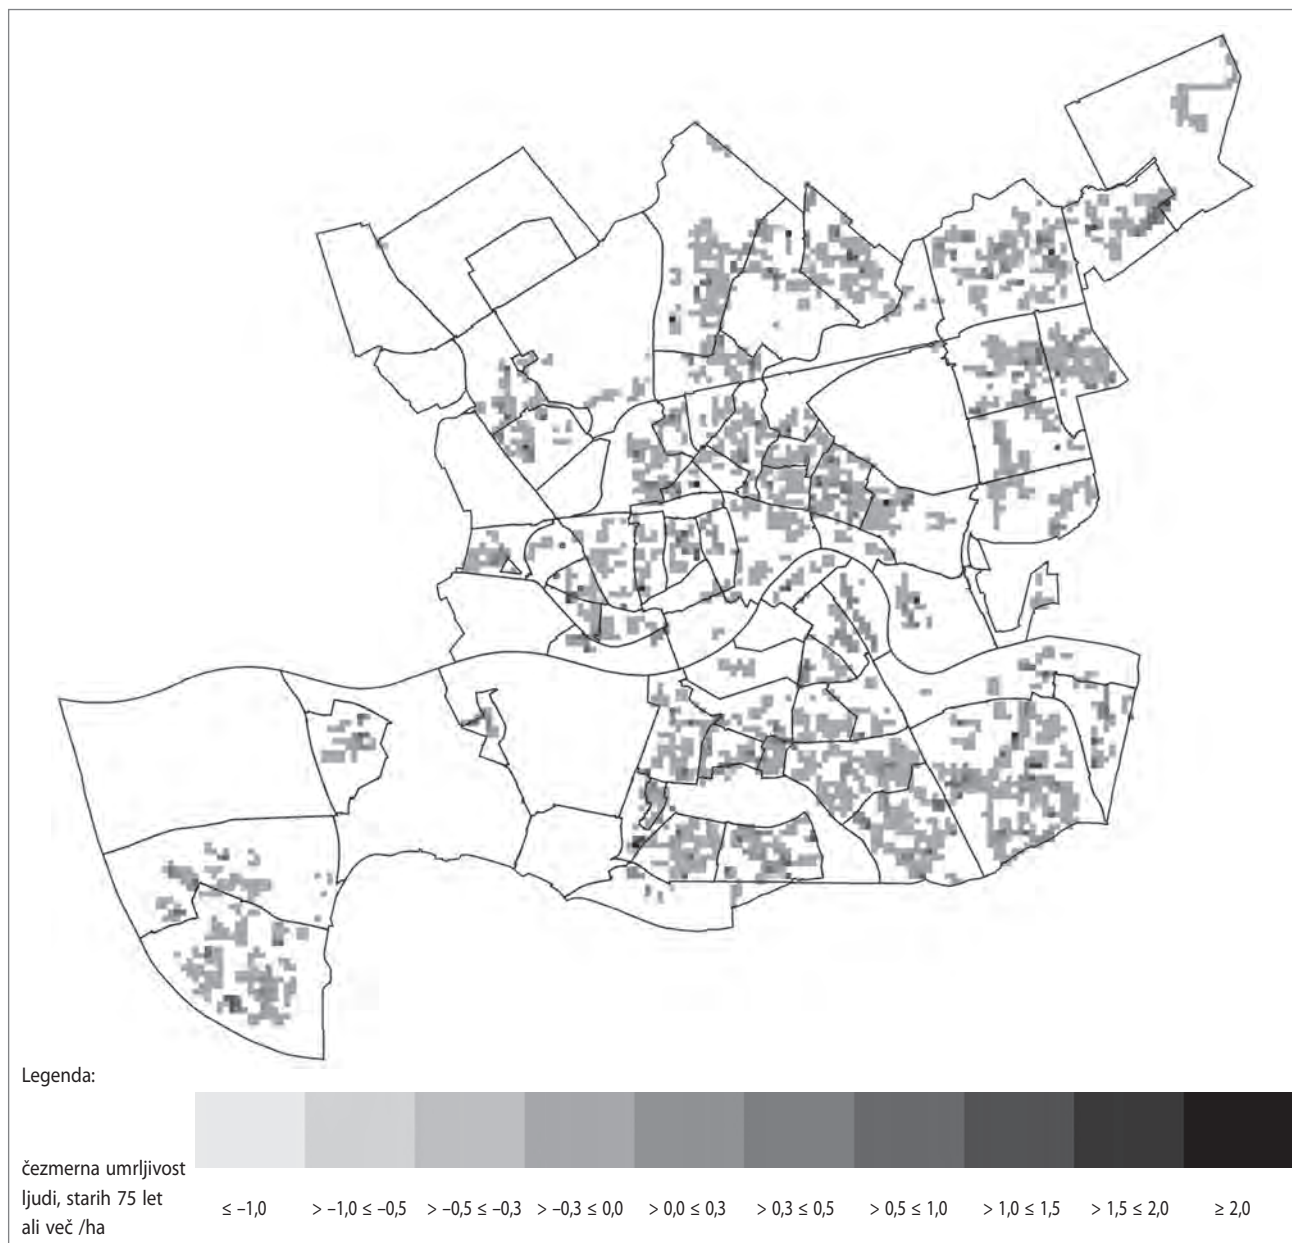 Legenda:
čezmerna umrljivost
ljudi, starih 75 let
ali več /ha
≤ –1,0 > –1,0 ≤ –0,5 > –0,5 ≤ –0,3 > –0,3 ≤ 0,0 > 0,0 ≤ 0,3 > 0,3 ≤ 0,5 > 0,5 ≤ 1,0 > 1,0 ≤ 1,5 > 1,5 ≤ 2,0 ≥ 2,0